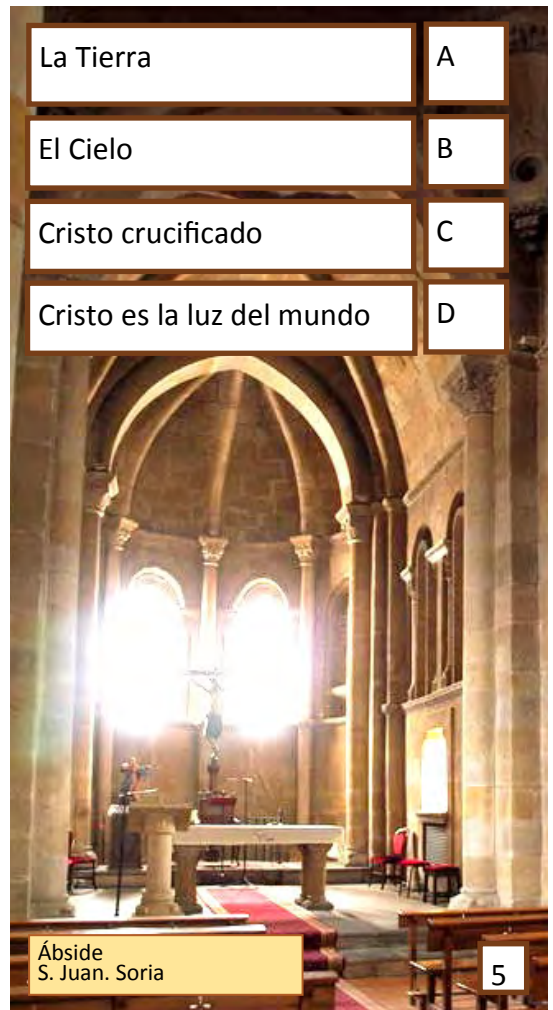 La Tierra A
El Cielo B
Cristo crucificado C
Cristo es la luz del mundo D
Ábside
S. Juan. Soria
5